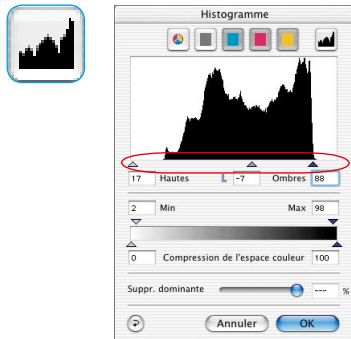 Histogramme
17 Hautes -7 Ombres 88
2 Min Max 98
0 Compression de l'espace couleur 100
Suppr. dominante --- %
Annuler OK